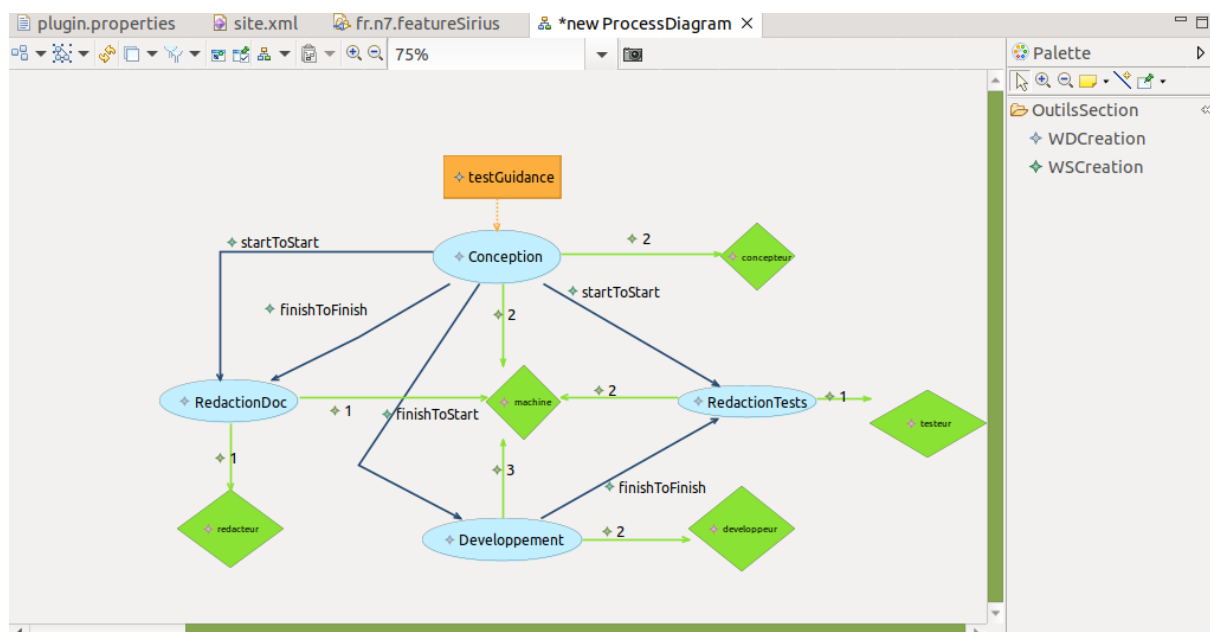 plugin.properties
site.xml
fr.n7.featureSirius
*new ProcessDiagram
75%
Palette
OutilsSection
WDCreation
WSCreation
testGuidance
startToStart
2
Conception
concepteur
startToStart
finishToFinish
2
RedactionDoc
1
machine
2
RedactionTests
1
finishToStart
testeur
1
3
finishToFinish
redacteur
Developpement
2
developpeur